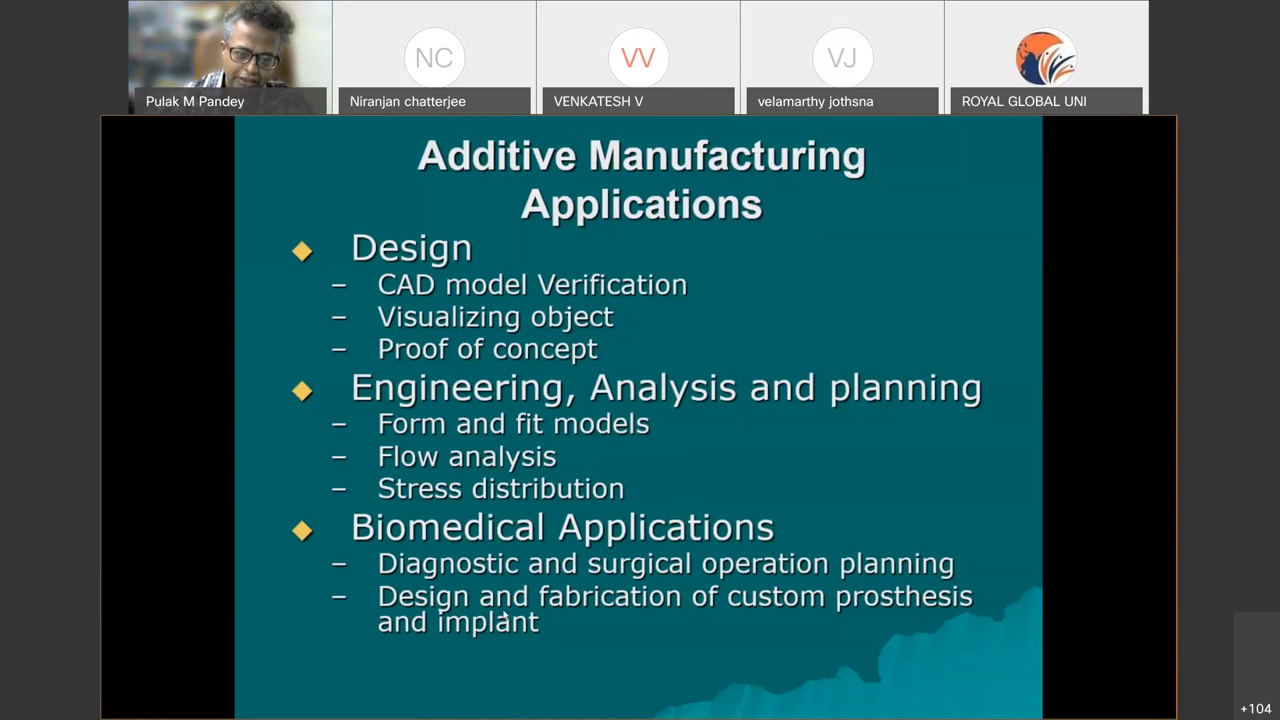 NC
VV
VJ
Pulak M Pandey
Niranjan chatterjee
VENKATESH V
velamarthy jothsna
ROYAL GLOBAL UNI
Additive Manufacturing
Applications
Design
– CAD model Verification
– Visualizing object
– Proof of concept
Engineering, Analysis and planning
– Form and fit models
– Flow analysis
– Stress distribution
Biomedical Applications
– Diagnostic and surgical operation planning
– Design and fabrication of custom prosthesis
and implant
+104